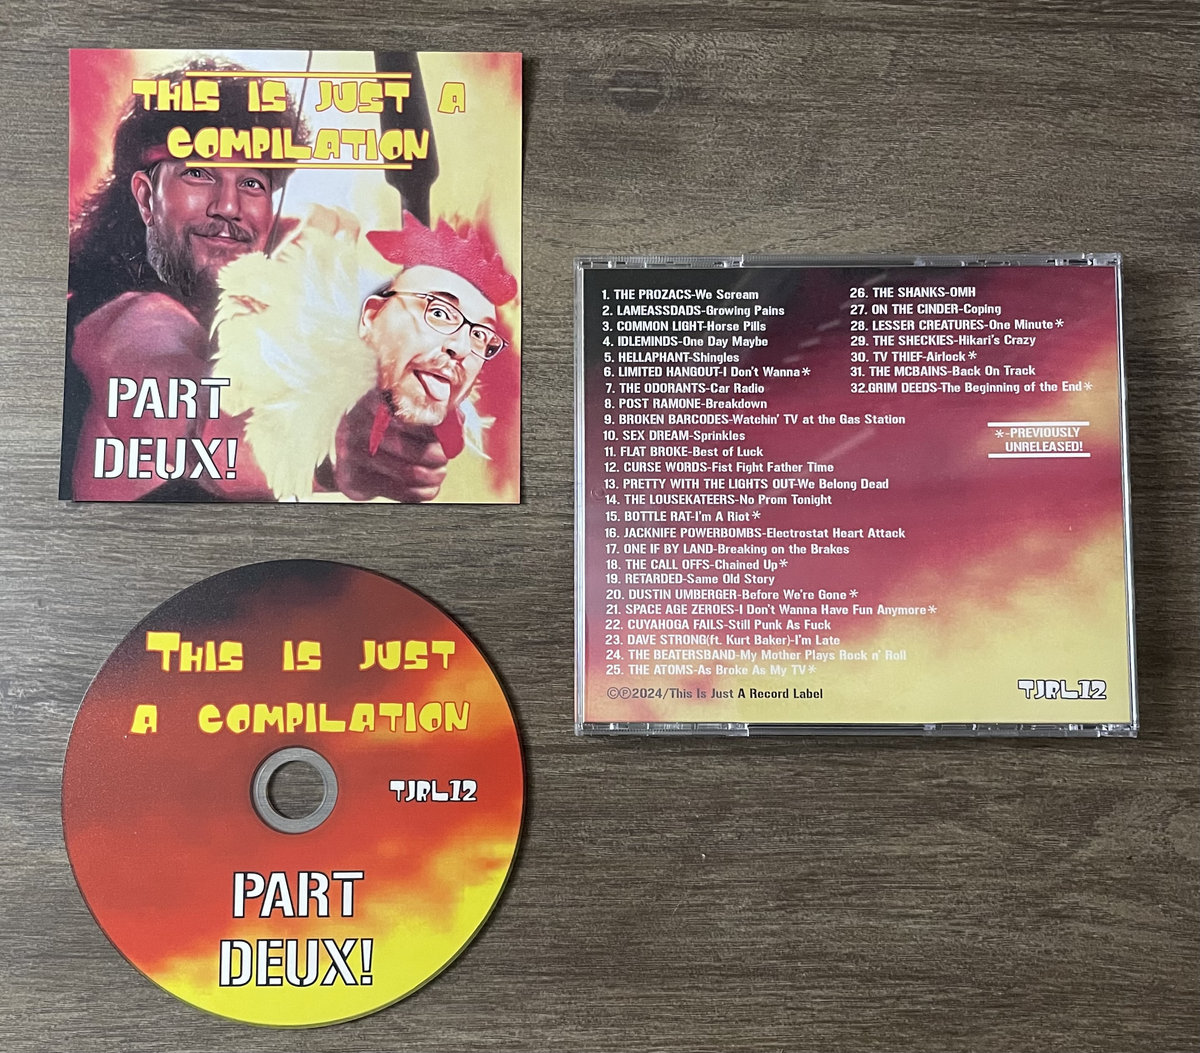 THIS IS JUST A
COMPILATION
PART
DEUX!
THIS IS JUST
A COMPILATION
TJRL12
PART
DEUX!
1. THE PROZACS-We Scream
2. LAMEASSDADS-Growing Pains
3. COMMON LIGHT-Horse Pills
4. IDLEMINDS-One Day Maybe
5. HELLAPHANT-Shingles
6. LIMITED HANGOUT-I Don't Wanna*
7. THE ODORANTS-Car Radio
8. POST RAMONE-Breakdown
9. BROKEN BARCODES-Watchin' TV at the Gas Station
10. SEX DREAM-Sprinkles
11. FLAT BROKE-Best of Luck
12. CURSE WORDS-Fist Fight Father Time
13. PRETTY WITH THE LIGHTS OUT-We Belong Dead
14. THE LOUSEKATEERS-No Prom Tonight
15. BOTTLE RAT-I'm A Riot*
16. JACKNIFE POWERBOMBS-Electrostat Heart Attack
17. ONE IF BY LAND-Breaking on the Brakes
18. THE CALL OFFS-Chained Up*
19. RETARDED-Same Old Story
20. DUSTIN UMBERGER-Before We're Gone*
21. SPACE AGE ZEROES-I Don't Wanna Have Fun Anymore*
22. CUYAHOGA FAILS-Still Punk As Fuck
23. DAVE STRONG(ft. Kurt Baker)-I'm Late
24. THE BEATERSBAND-My Mother Plays Rock n' Roll
25. THE ATOMS-As Broke As My TV*
26. THE SHANKS-OMH
27. ON THE CINDER-Coping
28. LESSER CREATURES-One Minute*
29. THE SHECKIES-Hikari's Crazy
30. TV THIEF-Airlock*
31. THE MCBAINS-Back On Track
32.GRIM DEEDS-The Beginning of the End*
*-PREVIOUSLY
UNRELEASED!
©℗2024/This Is Just A Record Label
TJRL12